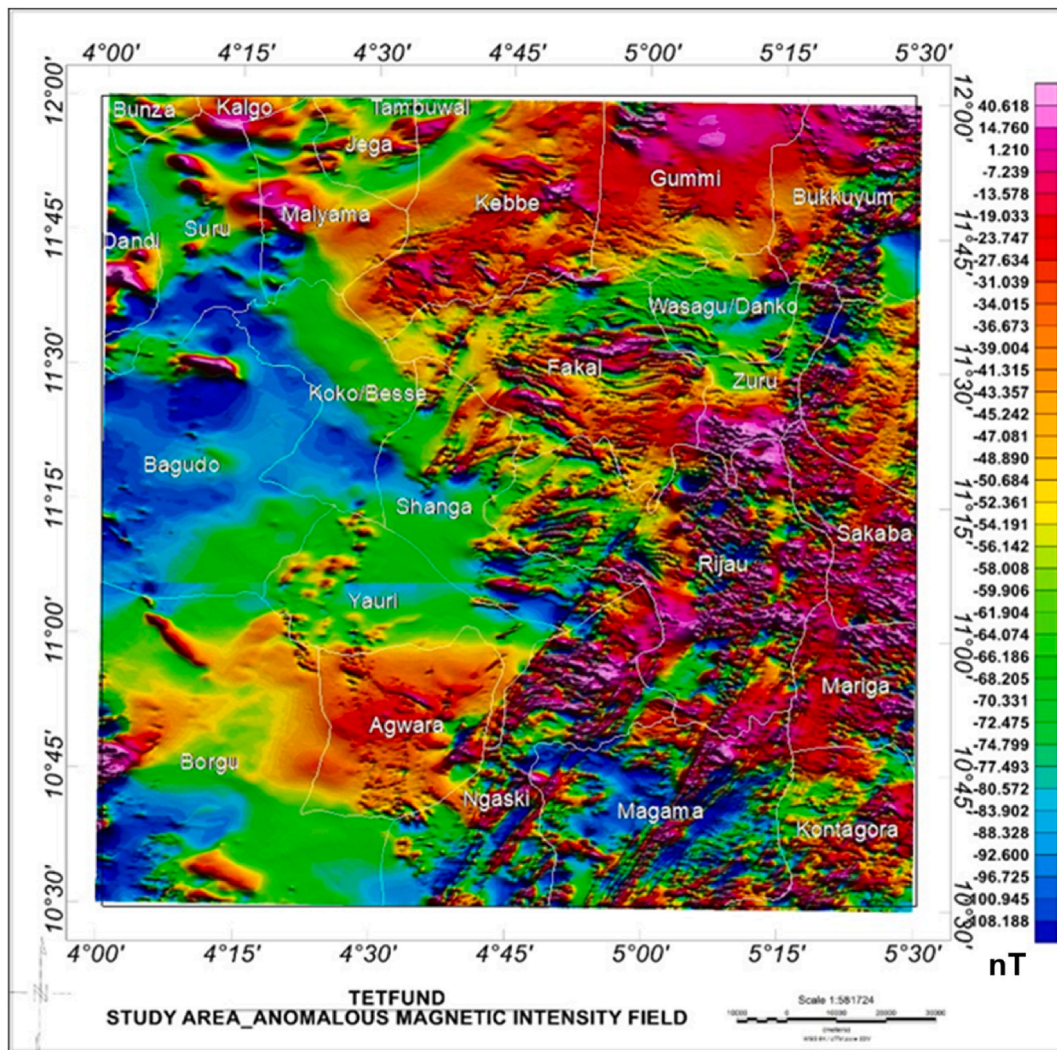 4°00' 4°15' 4°30' 4°45' 5°00' 5°15' 5°30'
12°00' 12°00'
Bunza Kalgo Tambuwal
Jega
Gummi
Kebbe Bukkuyum
Maiyama
Suru
11°45' 11°45'
Dandi
Wasagu/Danko
11°30' 11°30'
Fakai
Zuru
Koko/Besse
Bagudo
11°15' 11°15'
Shanga
Sakaba
Rijau
Yauri
11°00' 11°00'
Mariga
Agwara
Borgu
10°45' 10°45'
Ngaski
Magama
Kontagora
10°30' 10°30'
4°00' 4°15' 4°30' 4°45' 5°00' 5°15' 5°30'
40.618
14.760
1.210
-7.239
-13.578
-19.033
-23.747
-27.634
-31.039
-34.015
-36.673
-39.004
-41.315
-43.357
-45.242
-47.081
-48.890
-50.684
-52.361
-54.191
-56.142
-58.008
-59.906
-61.904
-64.074
-66.186
-68.205
-70.331
-72.475
-74.799
-77.493
-80.572
-83.902
-88.328
-92.600
-96.725
100.945
108.188
nT
TETFUND
STUDY AREA_ANOMALOUS MAGNETIC INTENSITY FIELD
Scale 1:581724
10000 0 10000 20000 30000
(meters)